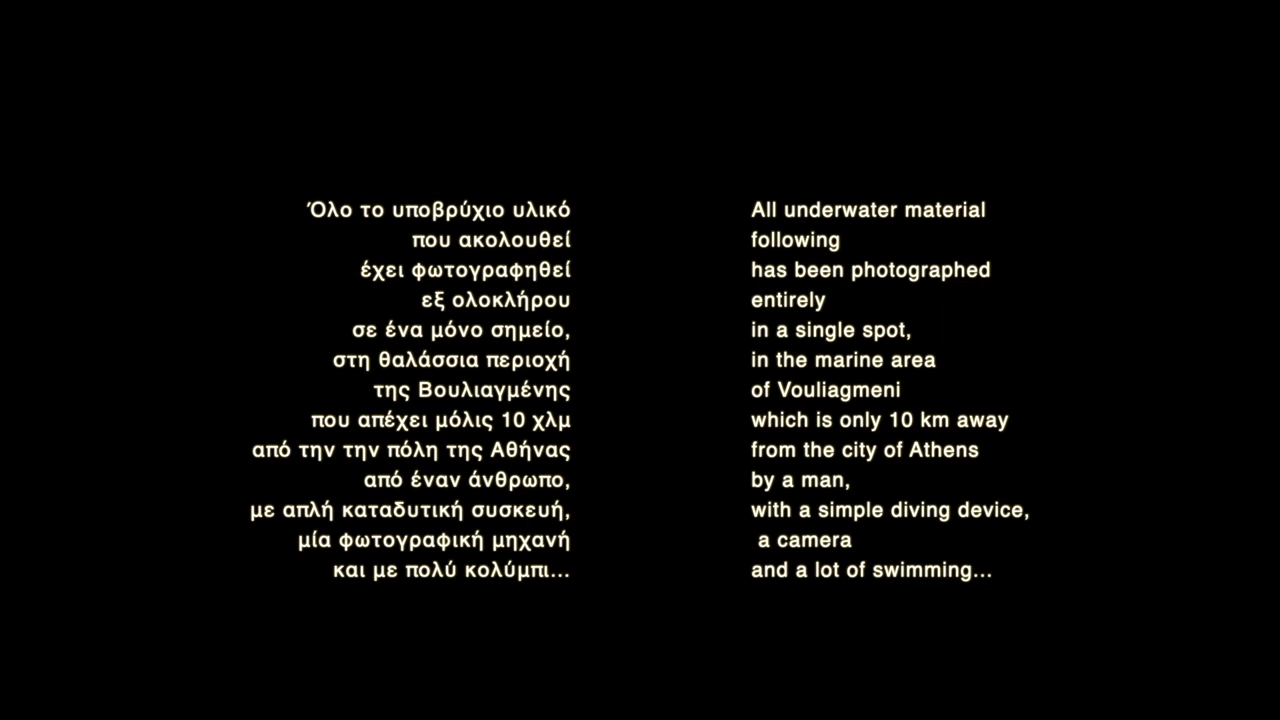 Όλο το υποβρύχιο υλικό
που ακολουθεί
έχει φωτογραφηθεί
εξ ολοκλήρου
σε ένα μόνο σημείο,
στη θαλάσσια περιοχή
της Βουλιαγμένης
που απέχει μόλις 10 χλμ
από την την πόλη της Αθήνας
από έναν άνθρωπο,
με απλή καταδυτική συσκευή,
μία φωτογραφική μηχανή
και με πολύ κολύμπι...
All underwater material
following
has been photographed
entirely
in a single spot,
in the marine area
of Vouliagmeni
which is only 10 km away
from the city of Athens
by a man,
with a simple diving device,
a camera
and a lot of swimming...